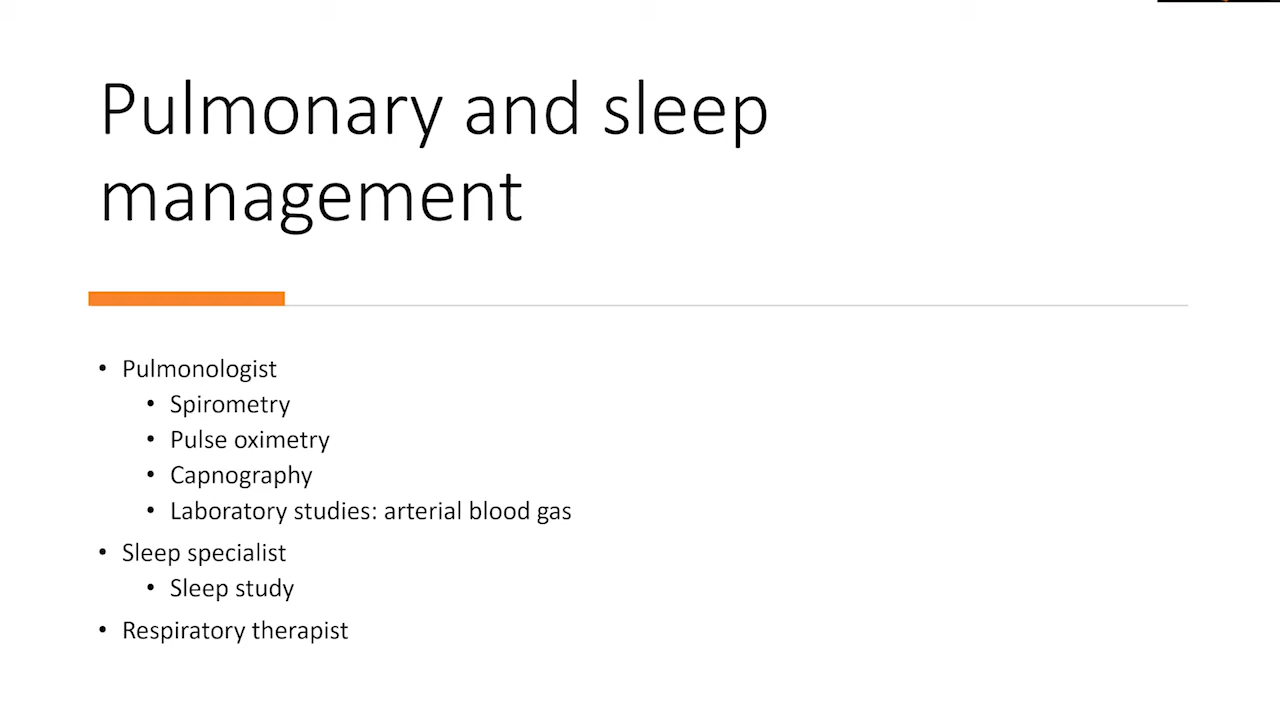 Pulmonary and sleep
management
• Pulmonologist
• Spirometry
• Pulse oximetry
• Capnography
• Laboratory studies: arterial blood gas
• Sleep specialist
• Sleep study
• Respiratory therapist